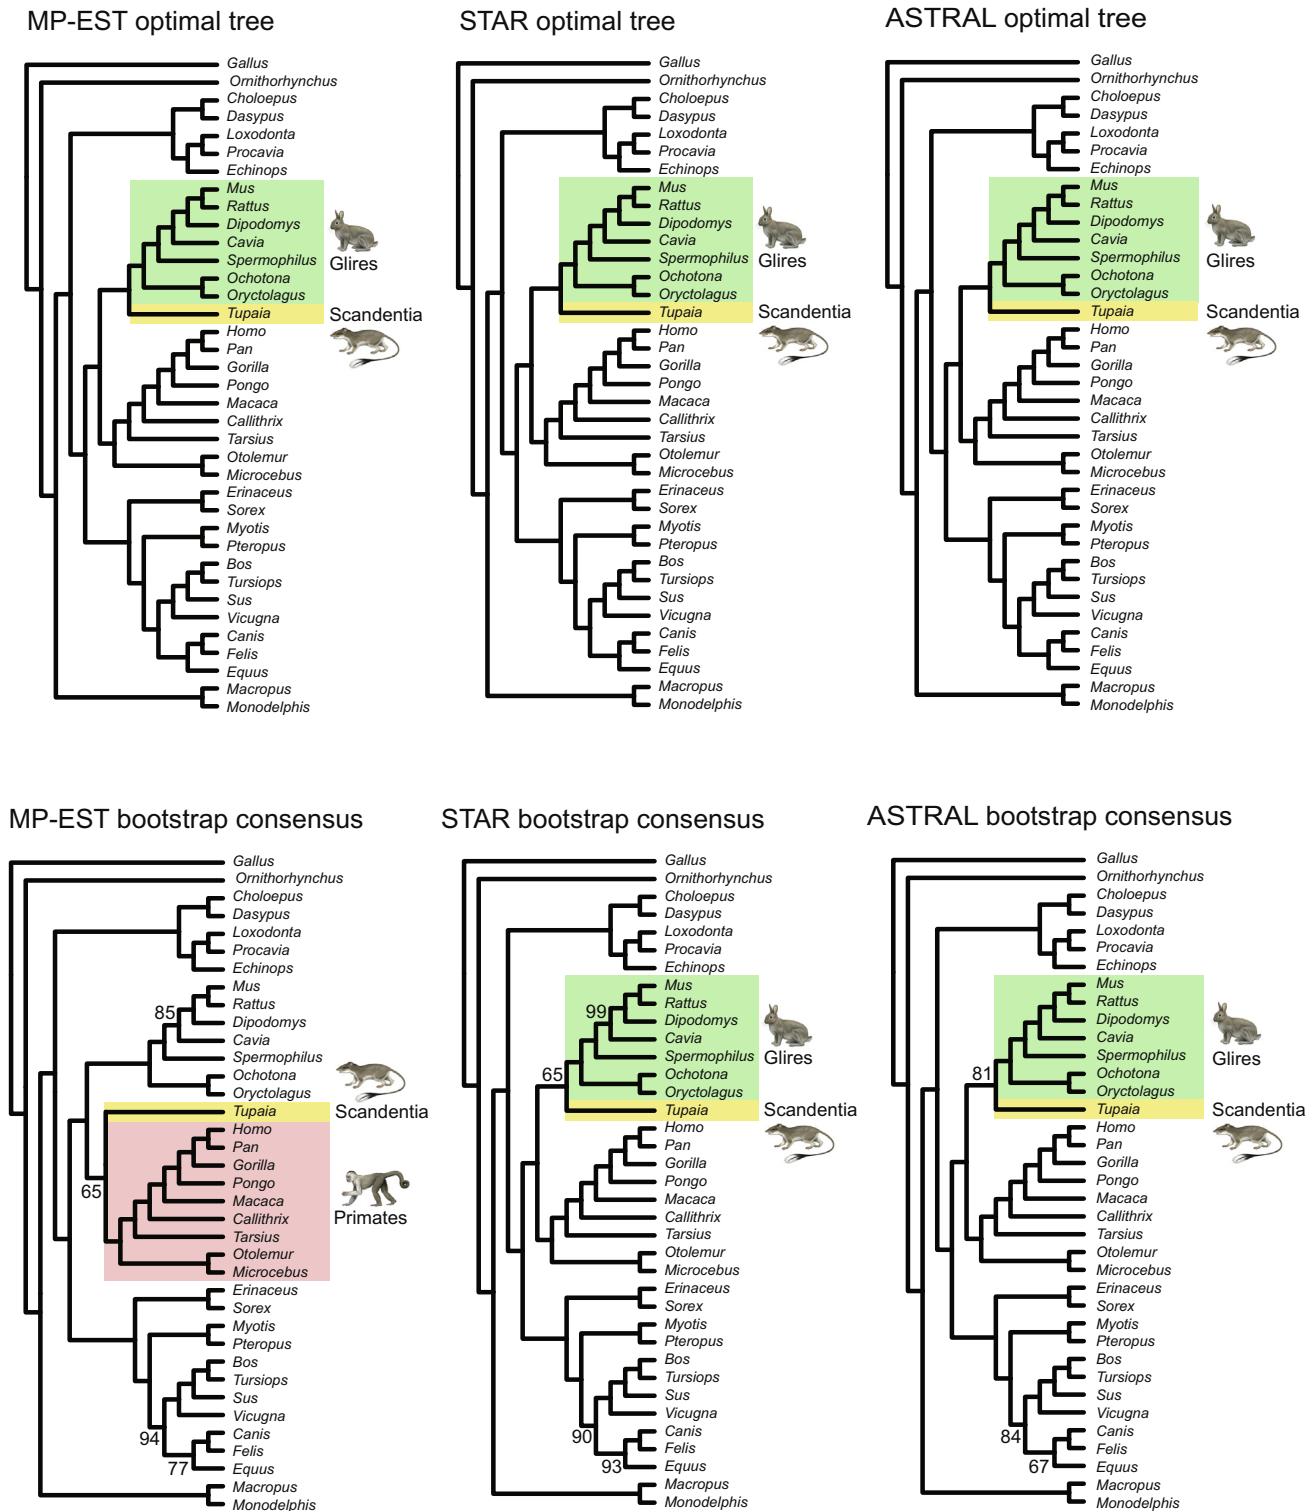 MP-EST optimal tree
Gallus
Ornithorhynchus
Choloepus
Dasypus
Loxodonta
Procavia
Echinops
Mus
Rattus
Dipodomys
Cavia
Spermophilus
Ochotona
Oryctolagus
Tupaia
Homo
Pan
Gorilla
Pongo
Macaca
Callithrix
Tarsius
Otolemur
Microcebus
Erinaceus
Sorex
Myotis
Pteropus
Bos
Tursiops
Sus
Vicugna
Canis
Felis
Equus
Macropus
Monodelphis
Glires
Scandentia
STAR optimal tree
Gallus
Ornithorhynchus
Choloepus
Dasypus
Loxodonta
Procavia
Echinops
Mus
Rattus
Dipodomys
Cavia
Spermophilus
Ochotona
Oryctolagus
Tupaia
Homo
Pan
Gorilla
Pongo
Macaca
Callithrix
Tarsius
Otolemur
Microcebus
Erinaceus
Sorex
Myotis
Pteropus
Bos
Tursiops
Sus
Vicugna
Canis
Felis
Equus
Macropus
Monodelphis
Glires
Scandentia
ASTRAL optimal tree
Gallus
Ornithorhynchus
Choloepus
Dasypus
Loxodonta
Procavia
Echinops
Mus
Rattus
Dipodomys
Cavia
Spermophilus
Ochotona
Oryctolagus
Tupaia
Homo
Pan
Gorilla
Pongo
Macaca
Callithrix
Tarsius
Otolemur
Microcebus
Erinaceus
Sorex
Myotis
Pteropus
Bos
Tursiops
Sus
Vicugna
Canis
Felis
Equus
Macropus
Monodelphis
Glires
Scandentia
MP-EST bootstrap consensus
Gallus
Ornithorhynchus
Choloepus
Dasypus
Loxodonta
Procavia
Echinops
Mus
Rattus
Dipodomys
Cavia
Spermophilus
Ochotona
Oryctolagus
Tupaia
Homo
Pan
Gorilla
Pongo
Macaca
Callithrix
Tarsius
Otolemur
Microcebus
Erinaceus
Sorex
Myotis
Pteropus
Bos
Tursiops
Sus
Vicugna
Canis
Felis
Equus
Macropus
Monodelphis
85
65
94
77
Scandentia
Primates
STAR bootstrap consensus
Gallus
Ornithorhynchus
Choloepus
Dasypus
Loxodonta
Procavia
Echinops
Mus
Rattus
Dipodomys
Cavia
Spermophilus
Ochotona
Oryctolagus
Tupaia
Homo
Pan
Gorilla
Pongo
Macaca
Callithrix
Tarsius
Otolemur
Microcebus
Erinaceus
Sorex
Myotis
Pteropus
Bos
Tursiops
Sus
Vicugna
Canis
Felis
Equus
Macropus
Monodelphis
99
65
90
93
Glires
Scandentia
ASTRAL bootstrap consensus
Gallus
Ornithorhynchus
Choloepus
Dasypus
Loxodonta
Procavia
Echinops
Mus
Rattus
Dipodomys
Cavia
Spermophilus
Ochotona
Oryctolagus
Tupaia
Homo
Pan
Gorilla
Pongo
Macaca
Callithrix
Tarsius
Otolemur
Microcebus
Erinaceus
Sorex
Myotis
Pteropus
Bos
Tursiops
Sus
Vicugna
Canis
Felis
Equus
Macropus
Monodelphis
81
84
67
Glires
Scandentia